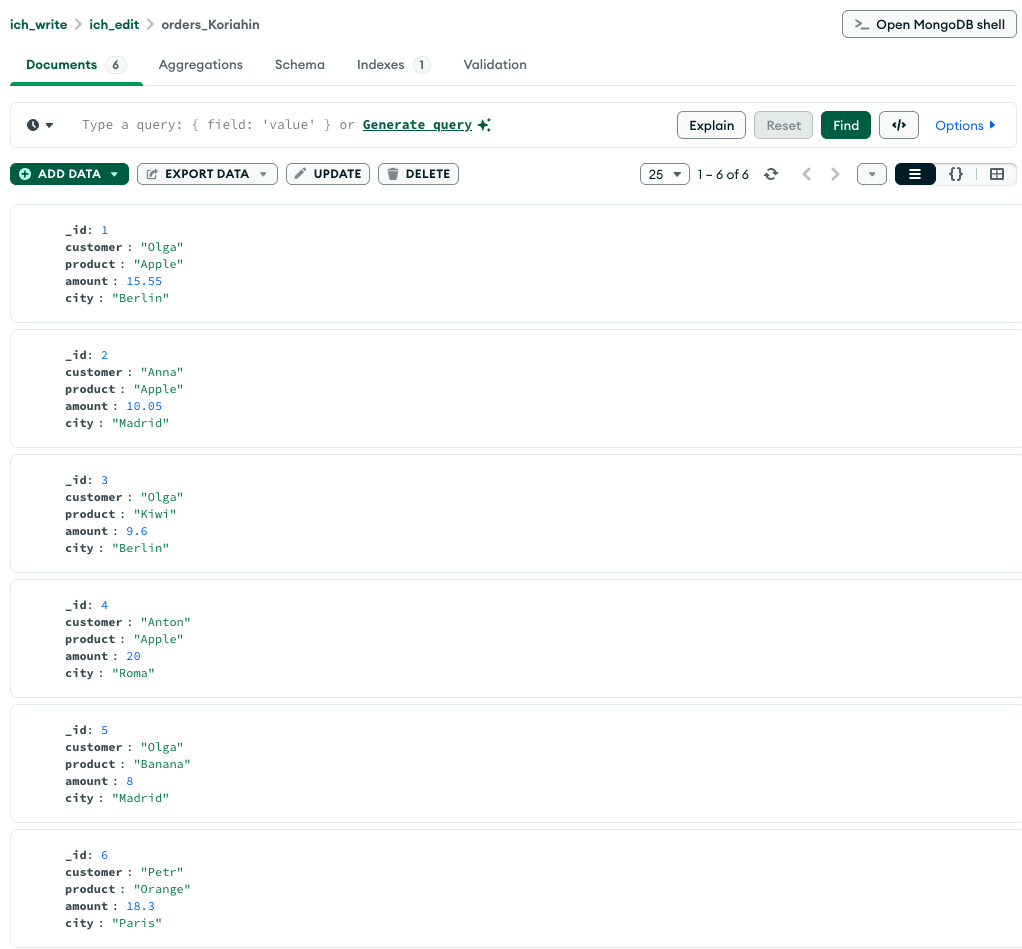 ich_write > ich_edit > orders_Koriahin
>_ Open MongoDB shell
Documents 6 Aggregations Schema Indexes 1 Validation
Type a query: { field: 'value' } or Generate query
Explain Reset Find </> Options
ADD DATA EXPORT DATA UPDATE DELETE 25 1 – 6 of 6 {}
_id: 1
customer : "Olga"
product : "Apple"
amount : 15.55
city : "Berlin"
_id: 2
customer : "Anna"
product : "Apple"
amount : 10.05
city : "Madrid"
_id: 3
customer : "Olga"
product : "Kiwi"
amount : 9.6
city : "Berlin"
_id: 4
customer : "Anton"
product : "Apple"
amount : 20
city : "Roma"
_id: 5
customer : "Olga"
product : "Banana"
amount : 8
city : "Madrid"
_id: 6
customer : "Petr"
product : "Orange"
amount : 18.3
city : "Paris"